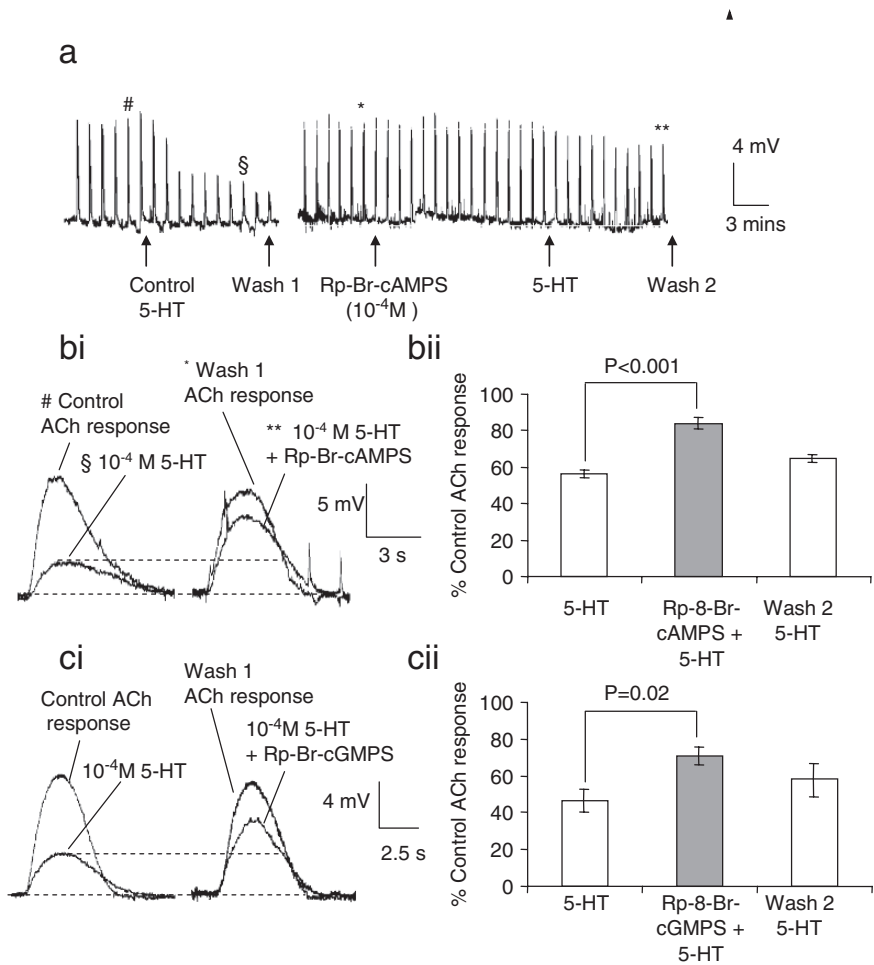 a
#
§
*
**
4 mV
3 mins
Control
5-HT
Wash 1
Rp-Br-cAMPS
(10-4M )
5-HT
Wash 2
bi
# Control
ACh response
§ 10-4 M 5-HT
* Wash 1
ACh response
** 10-4 M 5-HT
+ Rp-Br-cAMPS
5 mV
3 s
bii
P<0.001
% Control ACh response
100
80
60
40
20
0
5-HT
Rp-8-Br-
cAMPS +
5-HT
Wash 2
5-HT
ci
Control ACh
response
10-4M 5-HT
Wash 1
ACh response
10-4M 5-HT
+ Rp-Br-cGMPS
4 mV
2.5 s
cii
P=0.02
% Control ACh response
100
80
60
40
20
0
5-HT
Rp-8-Br-
cGMPS +
5-HT
Wash 2
5-HT